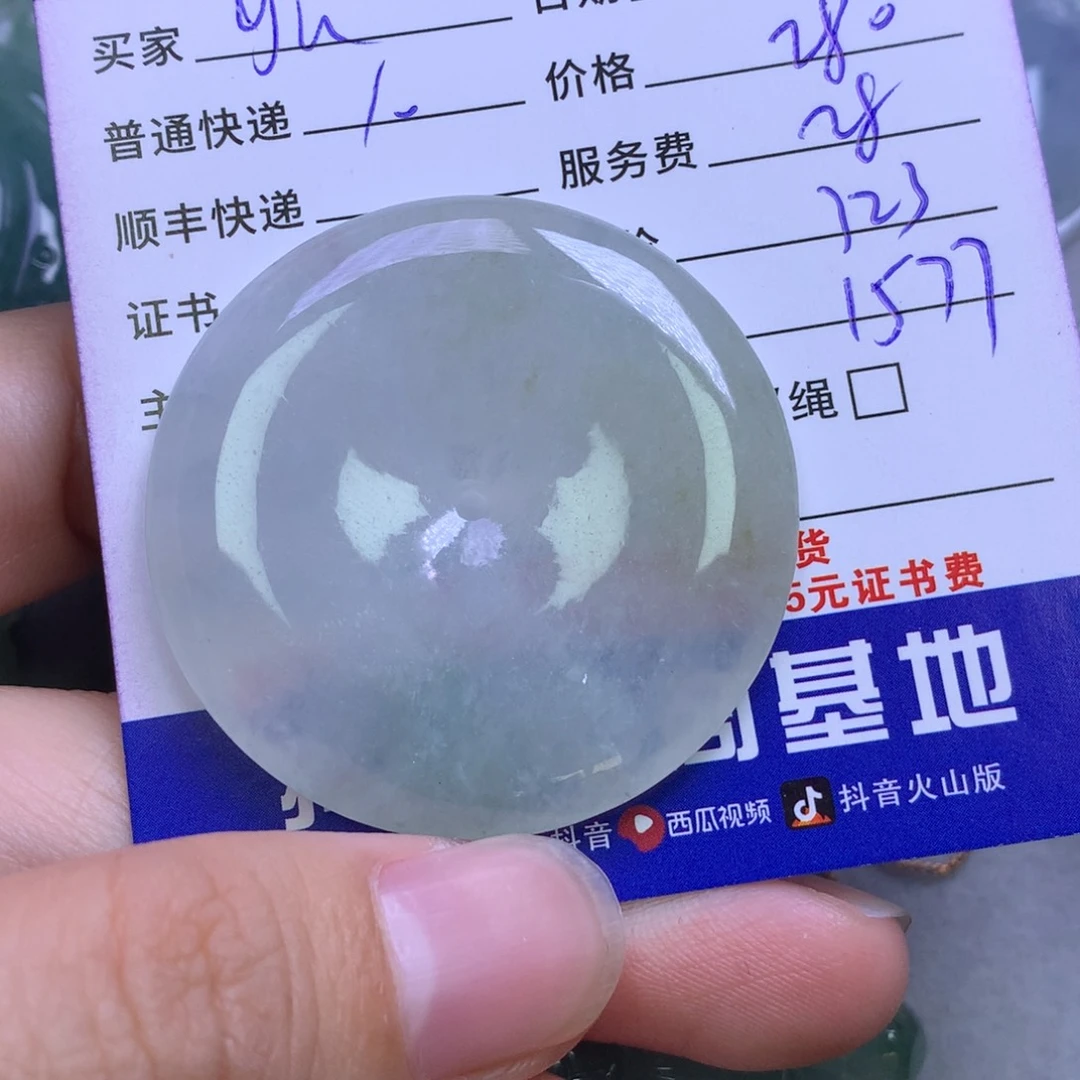 买家 yu
价格 280
普通快递 10
服务费 28
顺丰快递
123
证书
1577
绳
货
5元证书费
基地
抖音 西瓜视频 抖音火山版